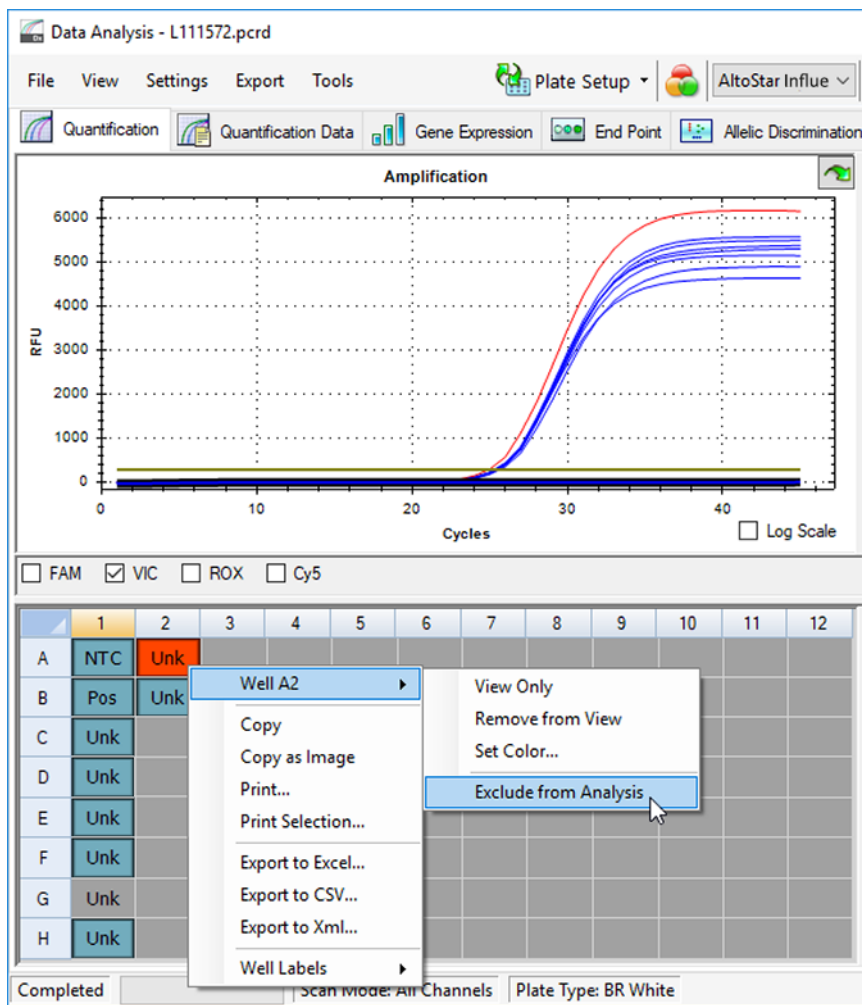 Data Analysis - L111572.pcrd
File View Settings Export Tools Plate Setup AltoStar Influe
Quantification Quantification Data Gene Expression End Point Allelic Discrimination
Amplification
6000
5000
4000
3000
2000
1000
0
RFU
0 10 20 30 40
Cycles
Log Scale
FAM VIC ROX Cy5
1 2 3 4 5 6 7 8 9 10 11 12
A NTC Unk
B Pos Unk
C Unk
D Unk
E Unk
F Unk
G Unk
H Unk
Well A2
Copy
Copy as Image
Print...
Print Selection...
Export to Excel...
Export to CSV...
Export to Xml...
Well Labels
View Only
Remove from View
Set Color...
Exclude from Analysis
Completed Scan Mode: All Channels Plate Type: BR White